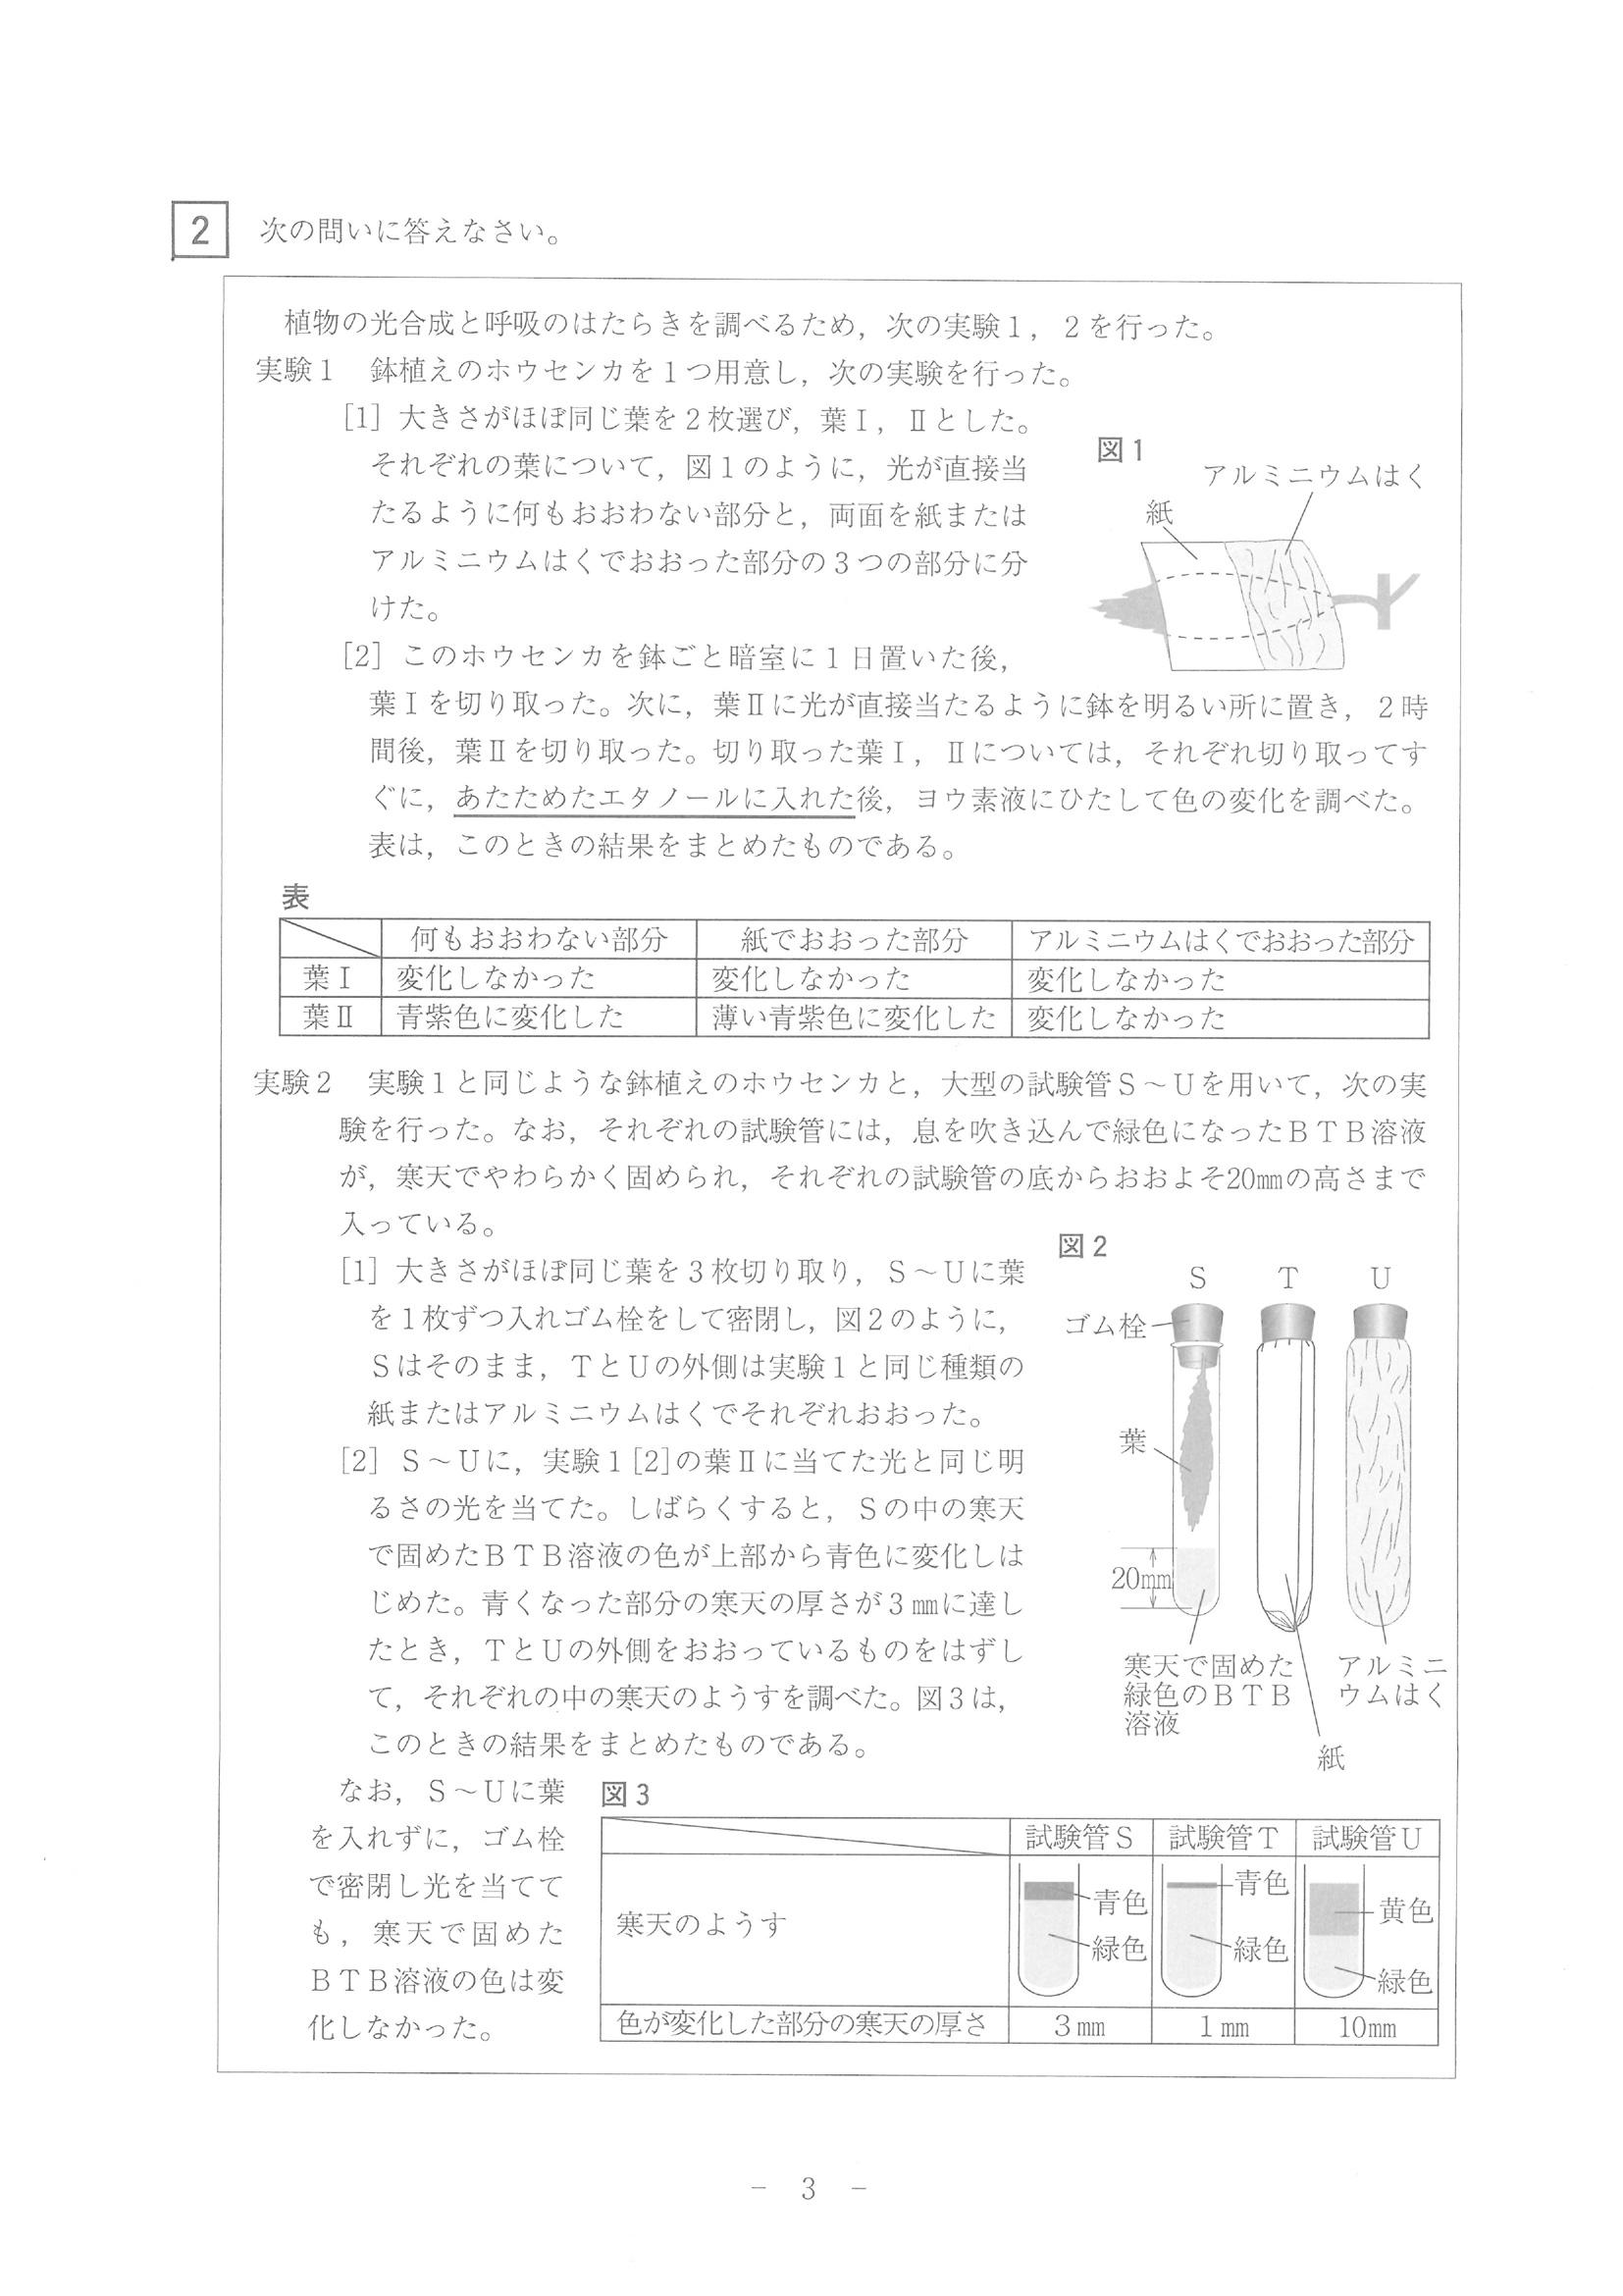 2 次の問いに答えなさい。
植物の光合成と呼吸のはたらきを調べるため，次の実験１，２を行った。
実験１　鉢植えのホウセンカを１つ用意し，次の実験を行った。
[1] 大きさがほぼ同じ葉を２枚選び，葉Ⅰ，Ⅱとした。
それぞれの葉について，図１のように，光が直接当
たるように何もおおわない部分と，両面を紙または
アルミニウムはくでおおった部分の３つの部分に分
けた。
図1
アルミニウムはく
紙
[2] このホウセンカを鉢ごと暗室に１日置いた後，
葉Ⅰを切り取った。次に，葉Ⅱに光が直接当たるように鉢を明るい所に置き，２時
間後，葉Ⅱを切り取った。切り取った葉Ⅰ，Ⅱについては，それぞれ切り取ってす
ぐに，あたためたエタノールに入れた後，ヨウ素液にひたして色の変化を調べた。
表は，このときの結果をまとめたものである。
表
何もおおわない部分 紙でおおった部分 アルミニウムはくでおおった部分
葉Ⅰ 変化しなかった 変化しなかった 変化しなかった
葉Ⅱ 青紫色に変化した 薄い青紫色に変化した 変化しなかった
実験２　実験１と同じような鉢植えのホウセンカと，大型の試験管Ｓ～Ｕを用いて，次の実
験を行った。なお，それぞれの試験管には，息を吹き込んで緑色になったＢＴＢ溶液
が，寒天でやわらかく固められ，それぞれの試験管の底からおおよそ20㎜の高さまで
入っている。
[1] 大きさがほぼ同じ葉を３枚切り取り，Ｓ～Ｕに葉
を１枚ずつ入れゴム栓をして密閉し，図２のように，
Ｓはそのまま，ＴとＵの外側は実験１と同じ種類の
紙またはアルミニウムはくでそれぞれおおった。
[2] Ｓ～Ｕに，実験１[2]の葉Ⅱに当てた光と同じ明
るさの光を当てた。しばらくすると，Ｓの中の寒天
で固めたＢＴＢ溶液の色が上部から青色に変化しは
じめた。青くなった部分の寒天の厚さが３㎜に達し
たとき，ＴとＵの外側をおおっているものをはずし
て，それぞれの中の寒天のようすを調べた。図３は，
このときの結果をまとめたものである。
図2
S T U
ゴム栓
葉
20㎜
寒天で固めた
緑色のＢＴＢ
溶液
アルミニ
ウムはく
紙
なお，Ｓ～Ｕに葉
を入れずに，ゴム栓
で密閉し光を当てて
も，寒天で固めた
ＢＴＢ溶液の色は変
化しなかった。
図3
試験管Ｓ 試験管Ｔ 試験管Ｕ
寒天のようす
青色
緑色
青色
緑色
黄色
緑色
色が変化した部分の寒天の厚さ 3㎜ 1㎜ 10㎜
－ 3 －